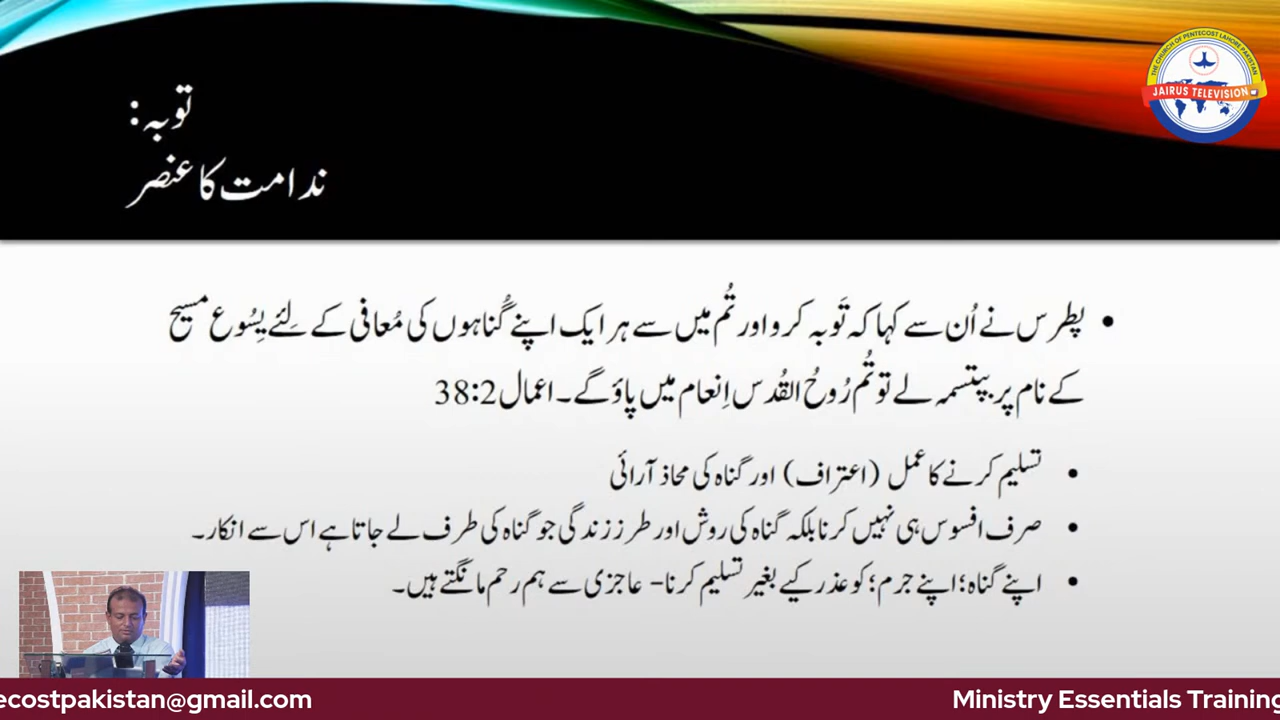 THE CHURCH OF PENTECOST LAHORE PAKISTAN
JAIRUS TELEVISION
توبہ:
ندامت کا عنصر
• پطرس نے اُن سے کہا کہ تَوبہ کرو اور تُم میں سے ہر ایک اپنے گُناہوں کی مُعافی کے لِئے یِسُوع مسیح
کے نام پر بپتسمہ لے تو تُم رُوحُ القُدس اِنعام میں پاؤ گے۔ اعمال 38:2
• تسلیم کرنے کا عمل (اعتراف) اور گناہ کی محاذ آرائی
• صرف افسوس ہی نہیں کرنا بلکہ گناہ کی روش اور طرز زندگی جو گناہ کی طرف لے جاتا ہے اس سے انکار۔
• اپنے گناہ؛ اپنے جرم؛ کو عذر کیے بغیر تسلیم کرنا- عاجزی سے ہم رحم مانگتے ہیں۔
ecostpakistan@gmail.com
Ministry Essentials Training